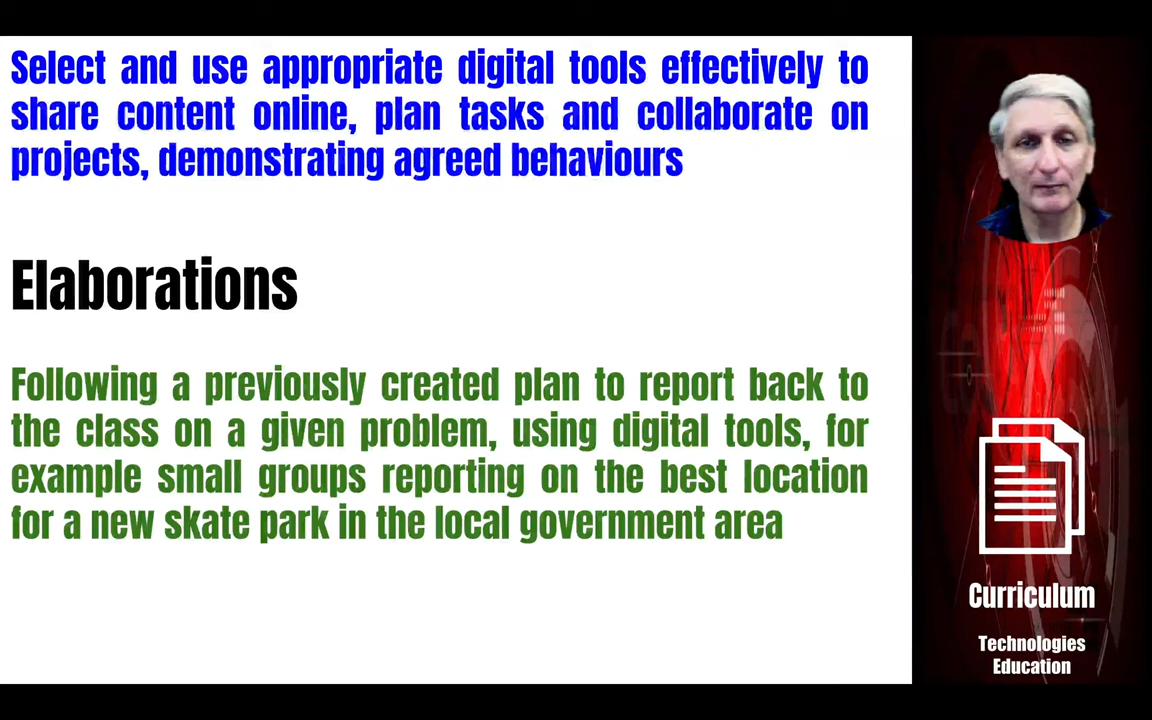 Select and use appropriate digital tools effectively to
share content online, plan tasks and collaborate on
projects, demonstrating agreed behaviours
Elaborations
Following a previously created plan to report back to
the class on a given problem, using digital tools, for
example small groups reporting on the best location
for a new skate park in the local government area
Curriculum
Technologies
Education